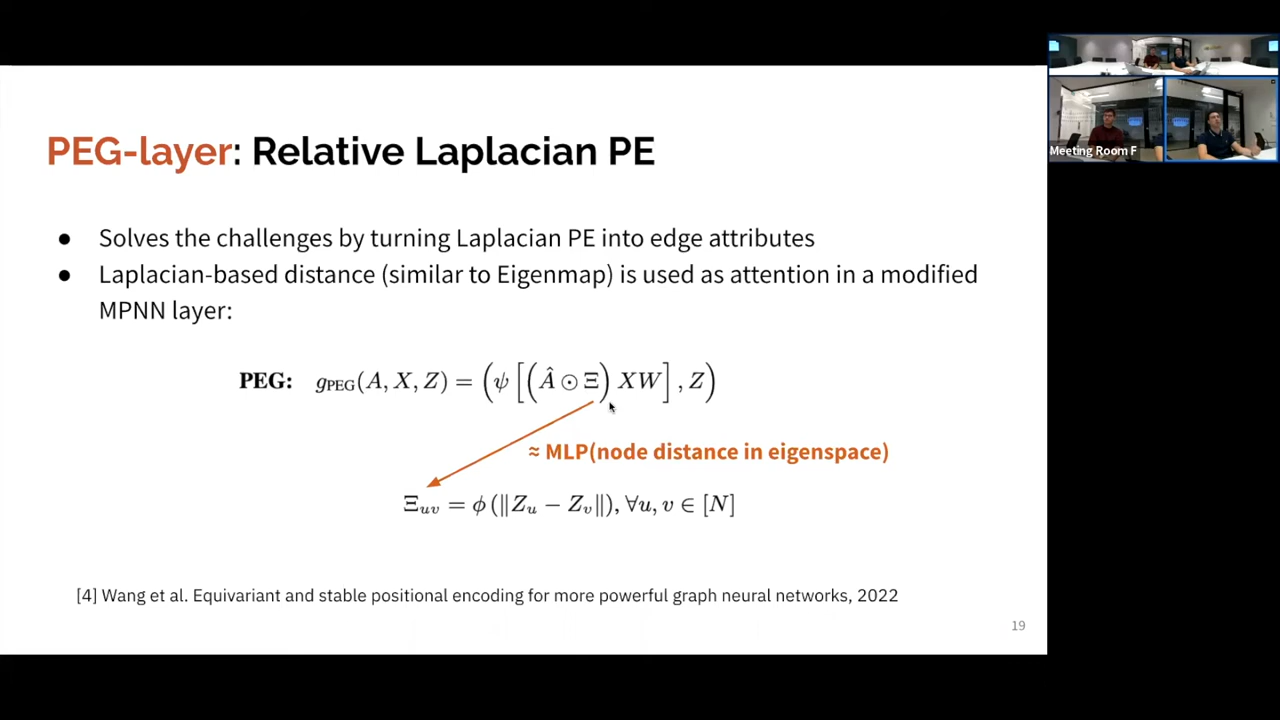 PEG-layer: Relative Laplacian PE
● Solves the challenges by turning Laplacian PE into edge attributes
● Laplacian-based distance (similar to Eigenmap) is used as attention in a modified
MPNN layer:
PEG: g_PEG(A, X, Z) = (ψ [(Â ⊙ Ξ) XW] , Z)
≈ MLP(node distance in eigenspace)
Ξ_uv = ϕ (‖Z_u − Z_v‖), ∀u, v ∈ [N]
[4] Wang et al. Equivariant and stable positional encoding for more powerful graph neural networks, 2022
19
Meeting Room F